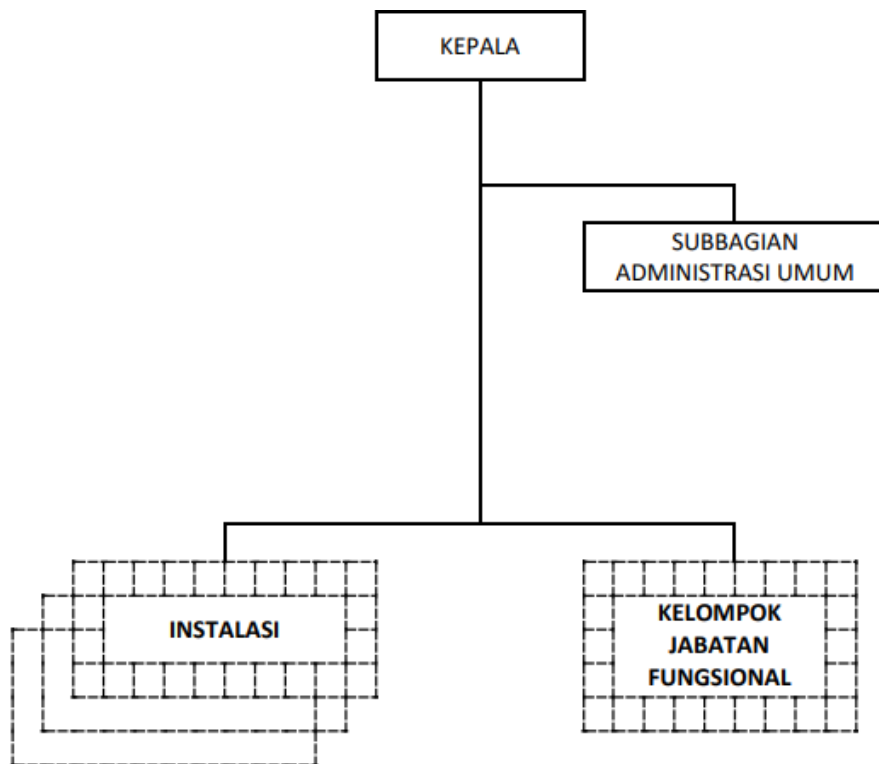 KEPALA
SUBBAGIAN
ADMINISTRASI UMUM
INSTALASI
KELOMPOK
JABATAN
FUNGSIONAL